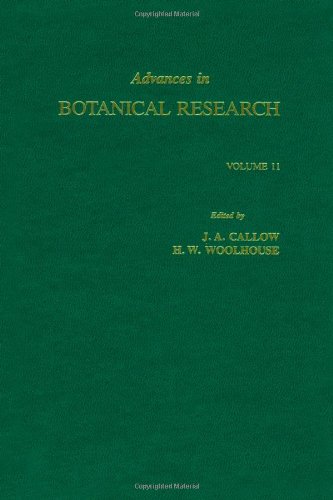 Advances in
BOTANICAL RESEARCH
VOLUME 11
Edited by
J. A. CALLOW
H. W. WOOLHOUSE